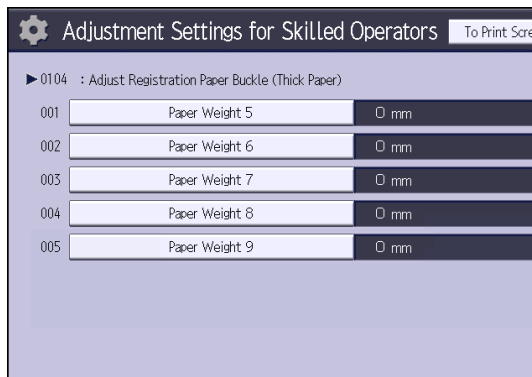 Adjustment Settings for Skilled Operators To Print Scre
▶ 0104 : Adjust Registration Paper Buckle (Thick Paper)
001 Paper Weight 5 0 mm
002 Paper Weight 6 0 mm
003 Paper Weight 7 0 mm
004 Paper Weight 8 0 mm
005 Paper Weight 9 0 mm